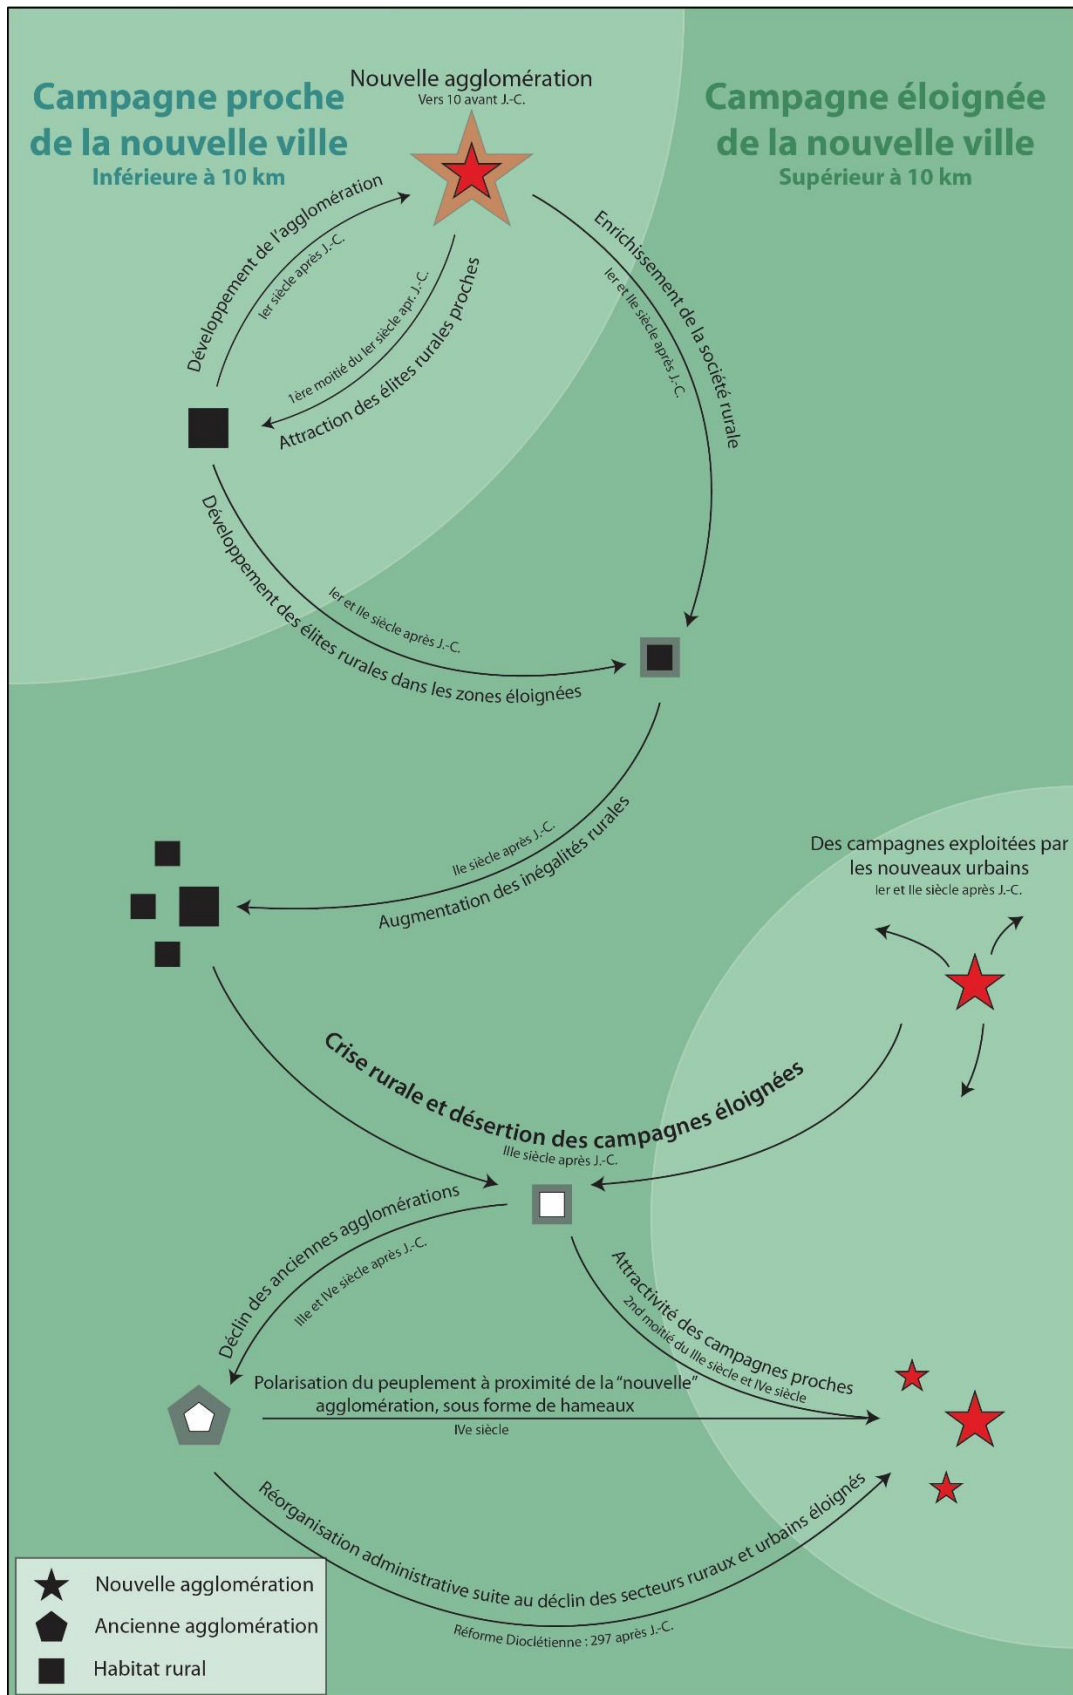 Campagne proche
de la nouvelle ville
Inférieure à 10 km
Nouvelle agglomération
Vers 10 avant J.-C.
Campagne éloignée
de la nouvelle ville
Supérieur à 10 km
Développement de l'agglomération
Ier siècle après J.-C.
1ère moitié du Ier siècle apr. J.-C.
Attraction des élites rurales proches
Enrichissement de la société rurale
Ier et IIe siècle après J.-C.
Ier et IIe siècle après J.-C.
Développement des élites rurales dans les zones éloignées
IIe siècle après J.-C.
Augmentation des inégalités rurales
Des campagnes exploitées par
les nouveaux urbains
Ier et IIe siècle après J.-C.
Crise rurale et désertion des campagnes éloignées
IIIe siècle après J.-C.
Déclin des anciennes agglomérations
IIIe et IVe siècle après J.-C.
Attractivité des campagnes proches
2nd moitié du IIIe siècle et IVe siècle
Polarisation du peuplement à proximité de la "nouvelle"
agglomération, sous forme de hameaux
IVe siècle
Réorganisation administrative suite au déclin des secteurs ruraux et urbains éloignés
Réforme Dioclétienne : 297 après J.-C.
Nouvelle agglomération
Ancienne agglomération
Habitat rural